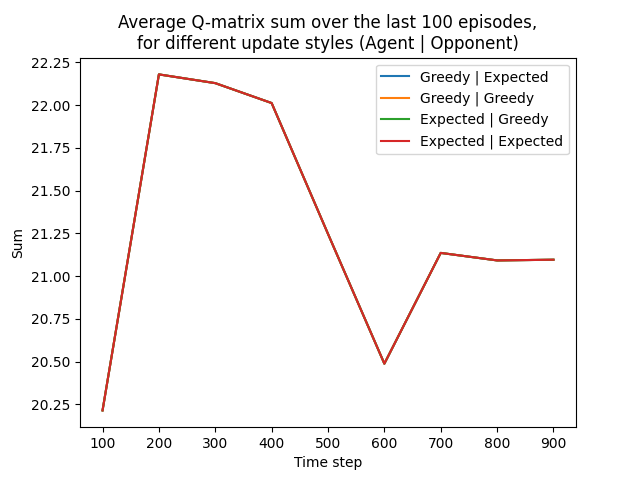 Average Q-matrix sum over the last 100 episodes,
for different update styles (Agent | Opponent)
Greedy | Expected
Greedy | Greedy
Expected | Greedy
Expected | Expected
Sum
22.25
22.00
21.75
21.50
21.25
21.00
20.75
20.50
20.25
100 200 300 400 500 600 700 800 900
Time step